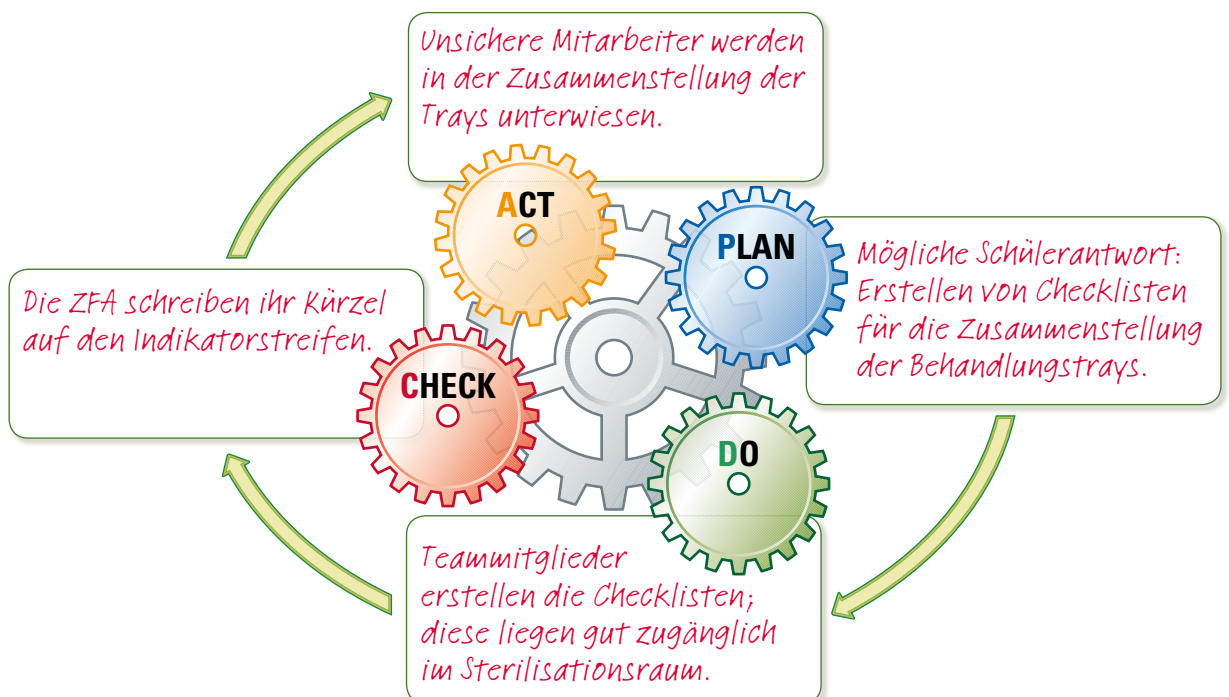 Unsichere Mitarbeiter werden
in der Zusammenstellung der
Trays unterwiesen.
ACT
PLAN
Mögliche Schülerantwort:
Erstellen von Checklisten
für die Zusammenstellung
der Behandlungstrays.
Die ZFA schreiben ihr Kürzel
auf den Indikatorstreifen.
CHECK
DO
Teammitglieder
erstellen die Checklisten;
diese liegen gut zugänglich
im Sterilisationsraum.